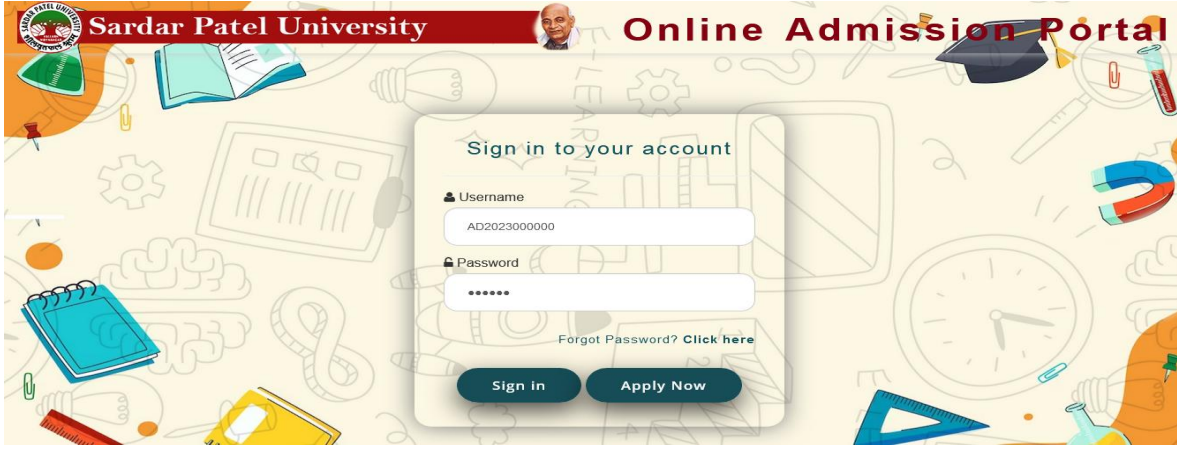 Sardar Patel University
Online Admission Portal
E-LEARNING
Sign in to your account
Username
AD2023000000
Password
••••••
Forgot Password? Click here
Sign in
Apply Now